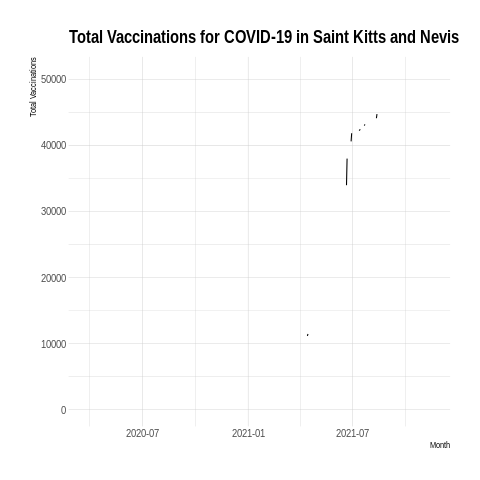 Total Vaccinations for COVID-19 in Saint Kitts and Nevis
Total Vaccinations
50000
40000
30000
20000
10000
0
2020-07 2021-01 2021-07
Month